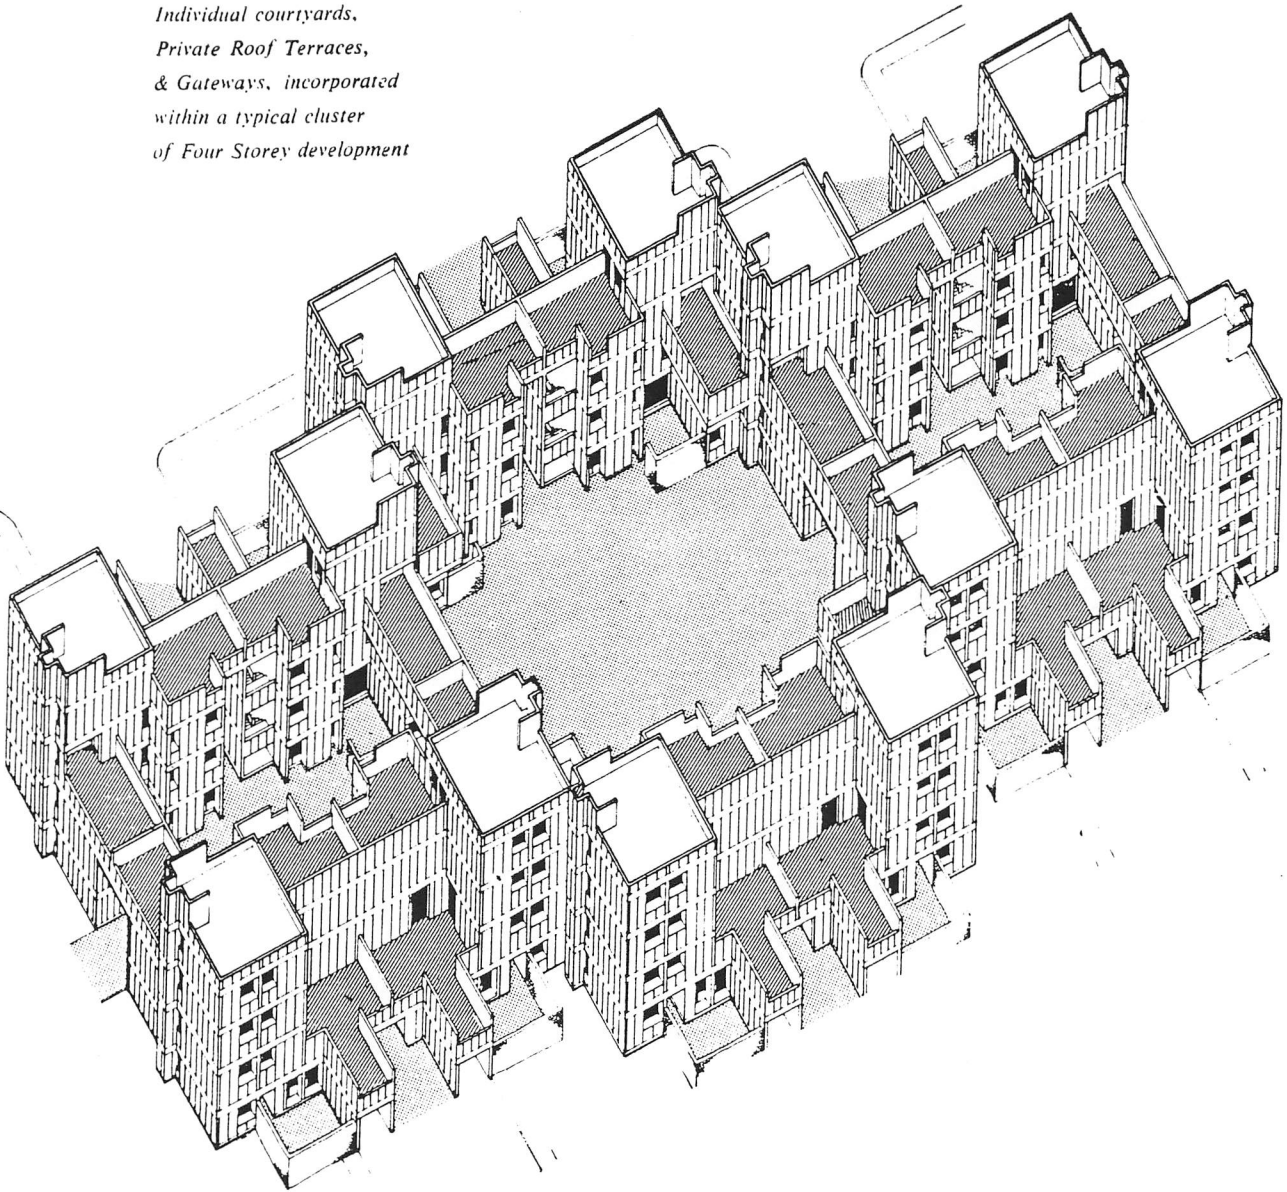 Individual courtyards,
Private Roof Terraces,
& Gateways, incorporated
within a typical cluster
of Four Storey development